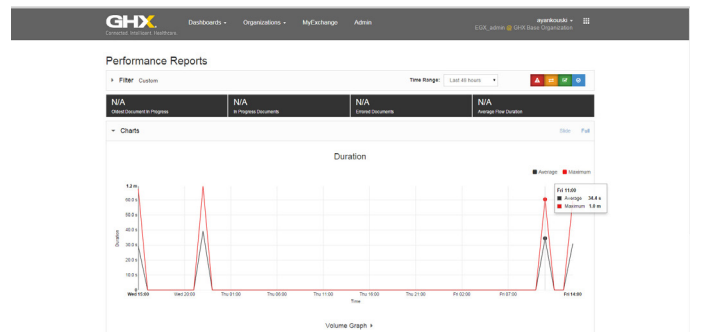 GHX
Connected. Intelligent. Healthcare.
Dashboards
Organizations
MyExchange
Admin
ayankouski
EGX_admin @ GHX Base Organization
Performance Reports
Filter Custom
Time Range: Last 49 hours
N/A
Oldest Document In Progress
N/A
In Progress Documents
N/A
Errored Documents
N/A
Average Flow Duration
Charts
Full
Duration
Average Maximum
Fri 11:00
Average 34.4 s
Maximum 1.0 m
1.2 m
60.0 s
50.0 s
40.0 s
30.0 s
20.0 s
10.0 s
0
Duration
Wed 15:00 Wed 20:00 Thu 01:00 Thu 06:00 Thu 11:00 Thu 16:00 Thu 21:00 Fri 02:00 Fri 07:00 Fri 14:00
Time
Volume Graph